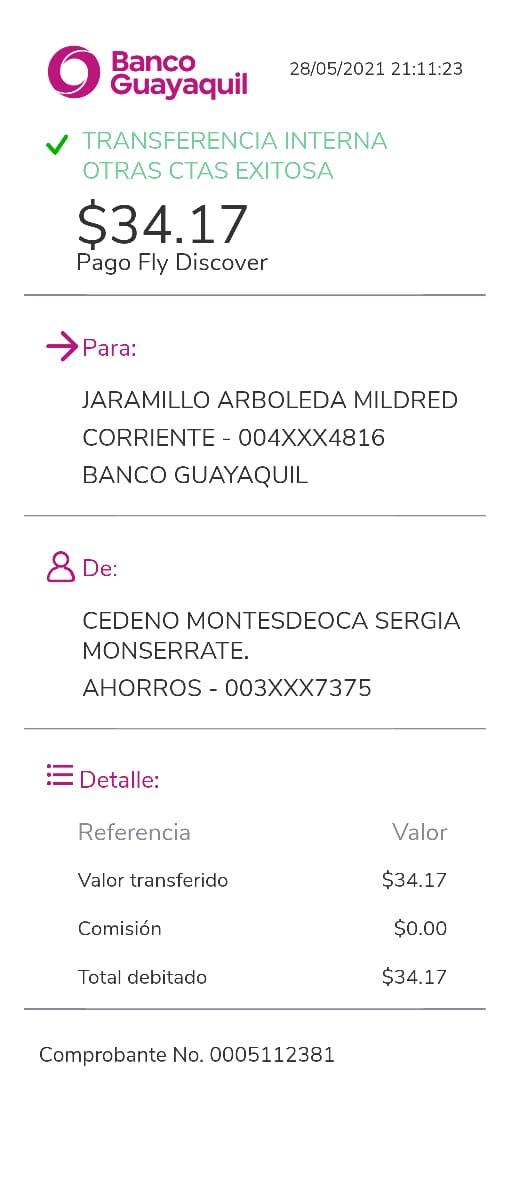 Banco
Guayaquil
28/05/2021 21:11:23
TRANSFERENCIA INTERNA
OTRAS CTAS EXITOSA
$34.17
Pago Fly Discover
Para:
JARAMILLO ARBOLEDA MILDRED
CORRIENTE - 004XXX4816
BANCO GUAYAQUIL
De:
CEDENO MONTESDEOCA SERGIA
MONSERRATE.
AHORROS - 003XXX7375
Detalle:
Referencia Valor
Valor transferido $34.17
Comisión $0.00
Total debitado $34.17
Comprobante No. 0005112381